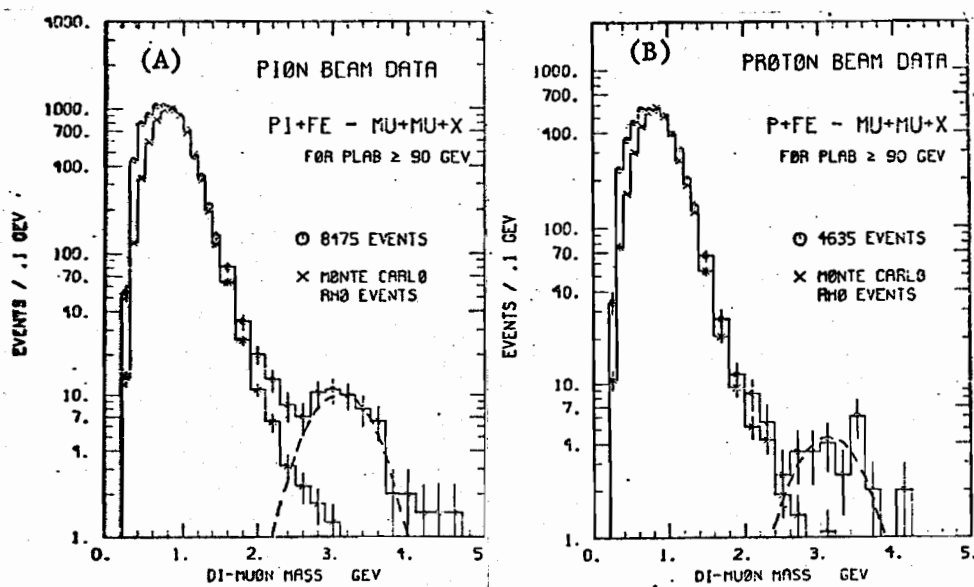 (A)
PIØN BEAM DATA
PI+FE - MU+MU+X
FØR PLAB ≥ 90 GEV
8475 EVENTS
MØNTE CARLØ
RHØ EVENTS
EVENTS / .1 GEV
4000.
1000.
700.
400.
100.
70.
40.
10.
7.
4.
1.
0.
1.
2.
3.
4.
5
DI-MUØN MASS GEV
(B)
PRØTØN BEAM DATA
P+FE - MU+MU+X
FØR PLAB ≥ 90 GEV
4635 EVENTS
MØNTE CARLØ
RHØ EVENTS
EVENTS / .1 GEV
1000.
700.
400.
100.
70.
40.
10.
7.
4.
1.
0.
1.
2.
3.
4.
5
DI-MUØN MASS GEV